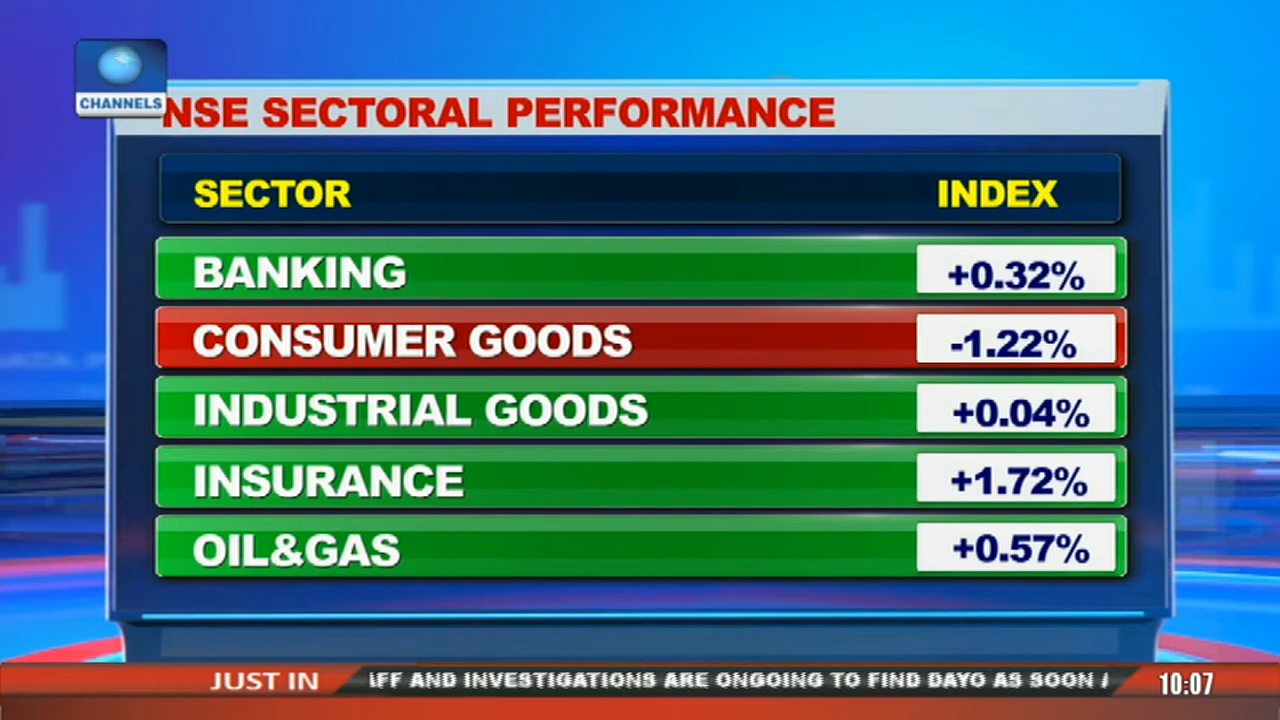 CHANNELS
NSE SECTORAL PERFORMANCE
SECTOR INDEX
BANKING +0.32%
CONSUMER GOODS -1.22%
INDUSTRIAL GOODS +0.04%
INSURANCE +1.72%
OIL&GAS +0.57%
JUST IN AND INVESTIGATIONS ARE ONGOING TO FIND DAYO AS SOON 10:07